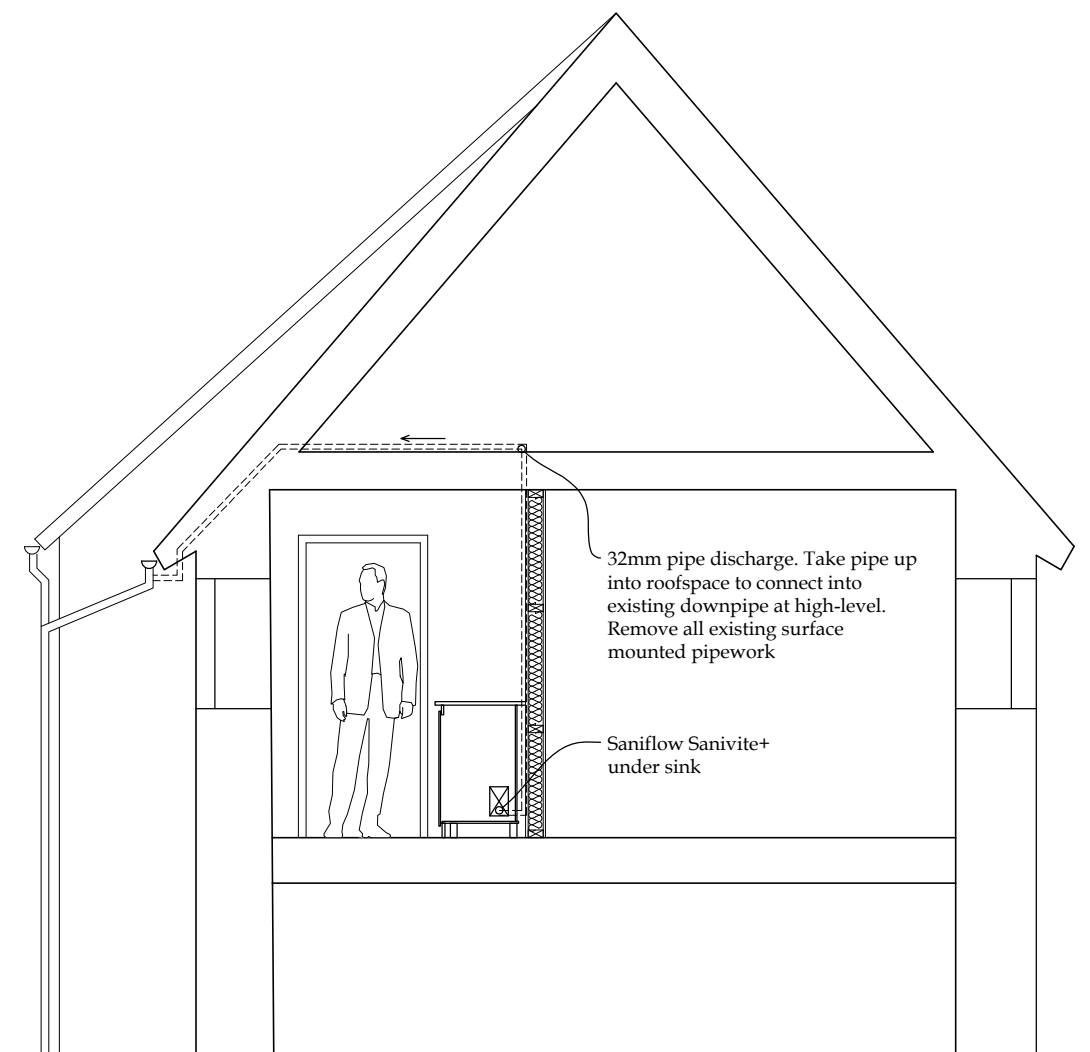 32mm pipe discharge. Take pipe up
into roofspace to connect into
existing downpipe at high-level.
Remove all existing surface
mounted pipework
Saniflow Sanivite+
under sink